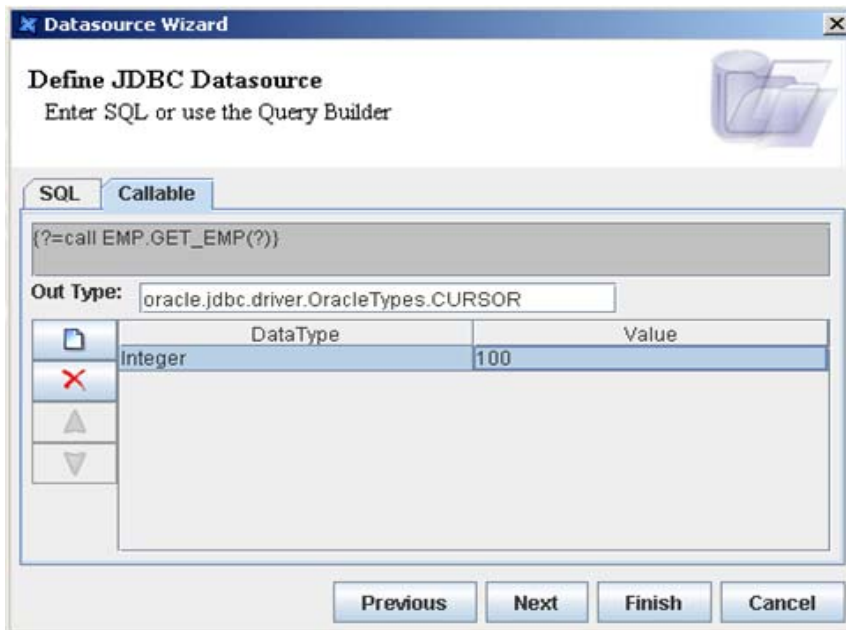 Datasource Wizard
Define JDBC Datasource
Enter SQL or use the Query Builder
SQL Callable
{?=call EMP.GET_EMP(?)}
Out Type: oracle.jdbc.driver.OracleTypes.CURSOR
DataType Value
Integer 100
Previous Next Finish Cancel